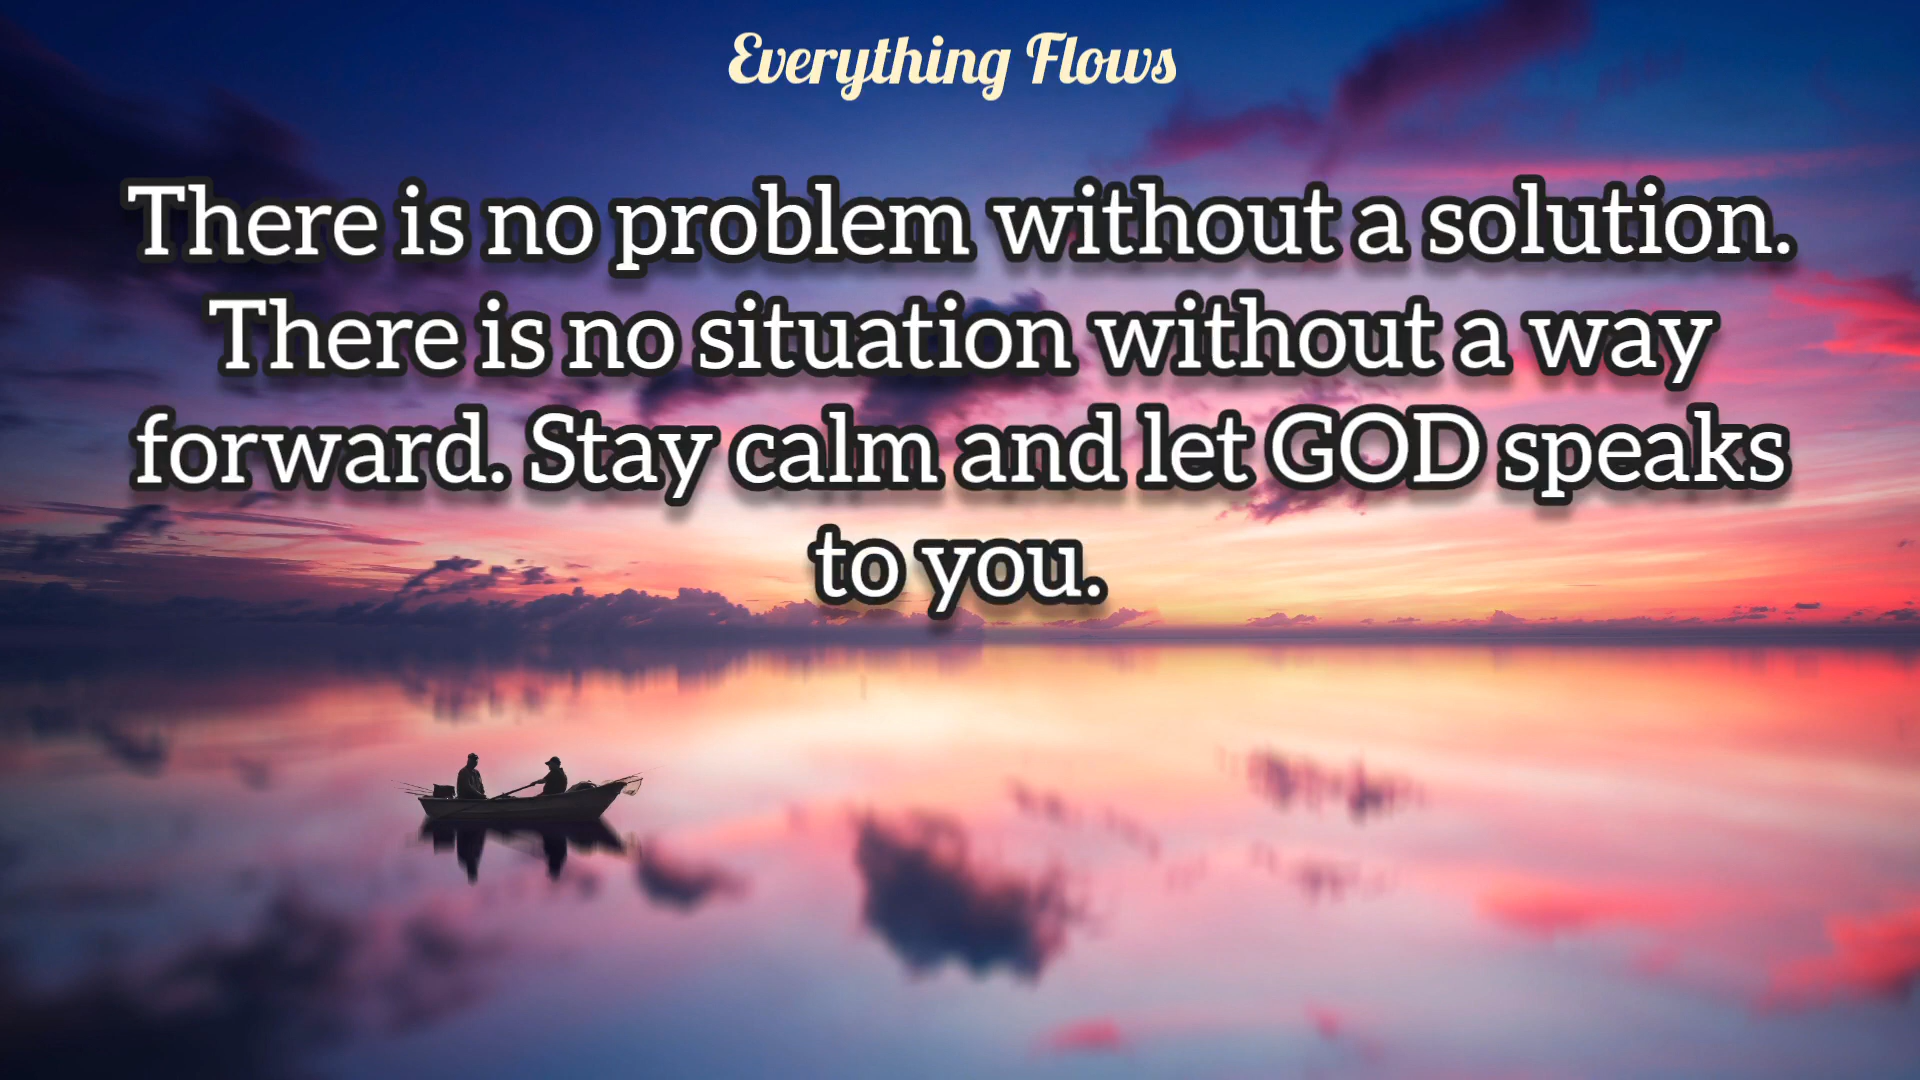 Everything Flows
There is no problem without a solution.
There is no situation without a way
forward. Stay calm and let GOD speaks
to you.